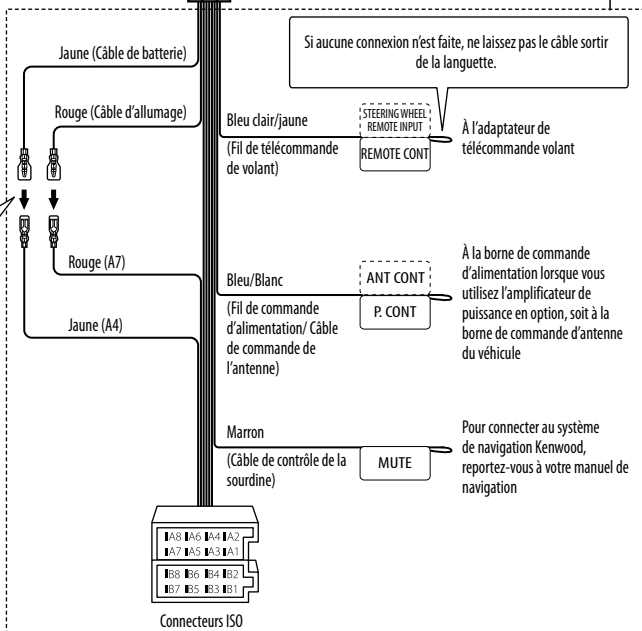 Si aucune connexion n'est faite, ne laissez pas le câble sortir
de la languette.
Jaune (Câble de batterie)
Rouge (Câble d'allumage)
Bleu clair/jaune
(Fil de télécommande
de volant)
STEERING WHEEL
REMOTE INPUT
REMOTE CONT
À l'adaptateur de
télécommande volant
Rouge (A7)
Jaune (A4)
Bleu/Blanc
(Fil de commande
d'alimentation/ Câble
de commande de
l'antenne)
ANT CONT
P. CONT
À la borne de commande
d'alimentation lorsque vous
utilisez l'amplificateur de
puissance en option, soit à la
borne de commande d'antenne
du véhicule
Marron
(Câble de contrôle de la
sourdine)
MUTE
Pour connecter au système
de navigation Kenwood,
reportez-vous à votre manuel de
navigation
A8 A6 A4 A2
A7 A5 A3 A1
B8 B6 B4 B2
B7 B5 B3 B1
Connecteurs ISO